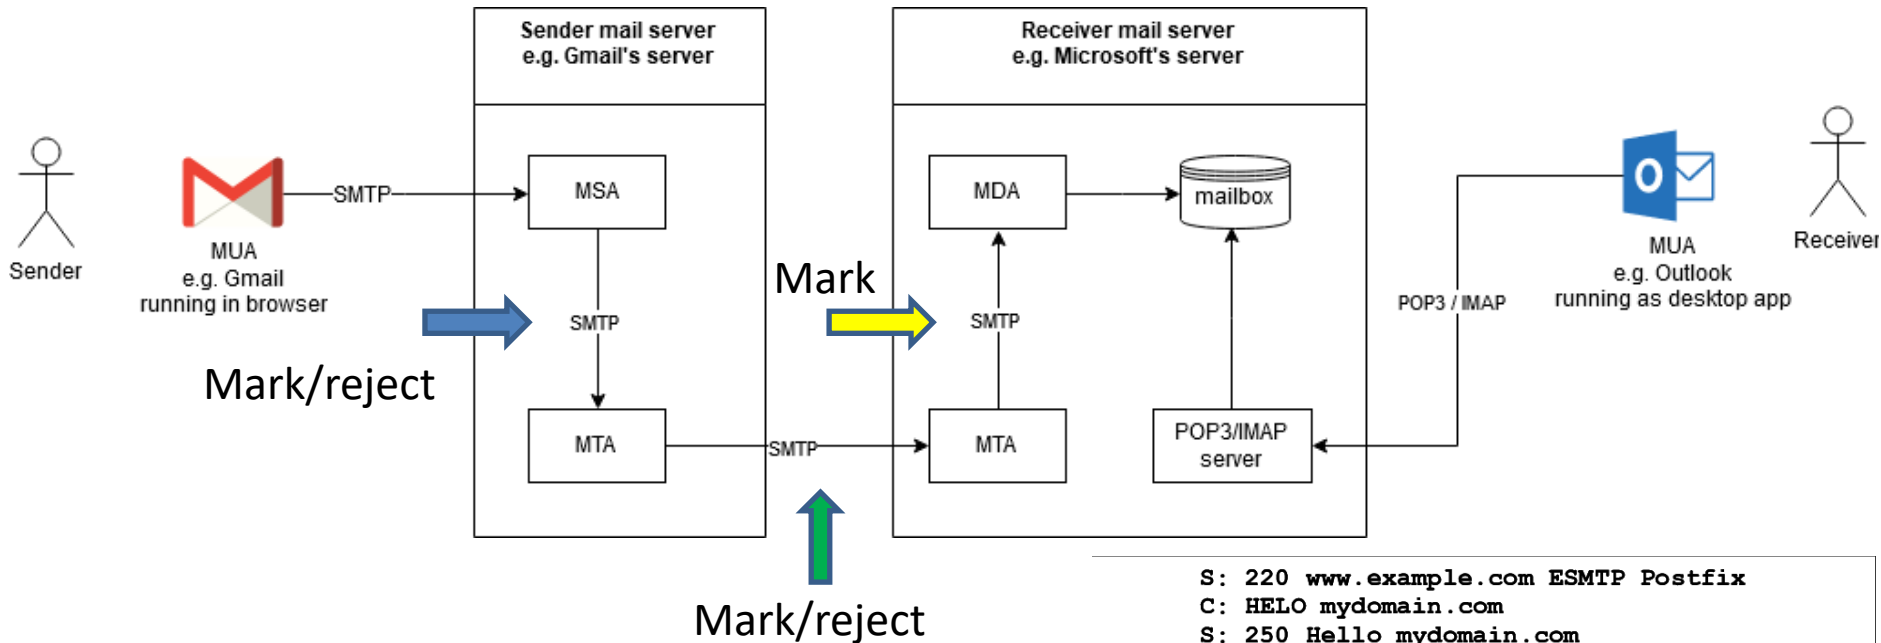 Sender mail server
e.g. Gmail's server
Receiver mail server
e.g. Microsoft's server
Sender
MUA
e.g. Gmail
running in browser
SMTP
MSA
SMTP
MTA
Mark/reject
SMTP
Mark/reject
Mark
MDA
SMTP
MTA
mailbox
POP3/IMAP
server
POP3 / IMAP
MUA
e.g. Outlook
running as desktop app
Receiver
S: 220 www.example.com ESMTP Postfix
C: HELO mydomain.com
S: 250 Hello mydomain.com